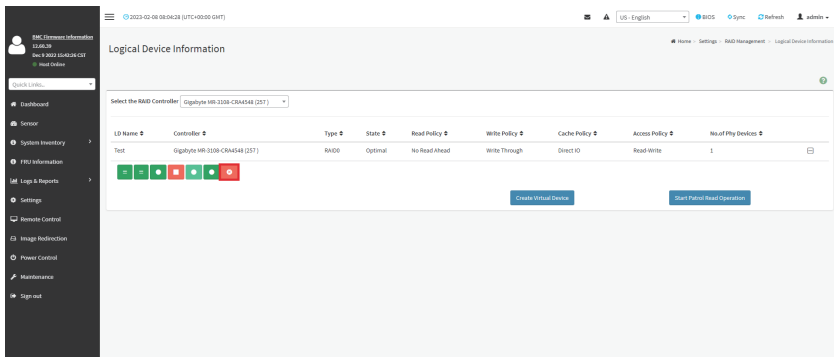 2023-02-08 08:04:28 (UTC+00:00 GMT)
US - English
BIOS
Sync
Refresh
admin
BMC Firmware Information
12.60.39
Dec 9 2022 15:42:26 CST
Host Online
Quick Links...
Dashboard
Sensor
System Inventory
FRU Information
Logs & Reports
Settings
Remote Control
Image Redirection
Power Control
Maintenance
Sign out
Logical Device Information
Home > Settings > RAID Management > Logical Device Information
Select the RAID Controller Gigabyte MR-3108-CRA4548 (257 )
LD Name Controller Type State Read Policy Write Policy Cache Policy Access Policy No.of Phy Devices
Test Gigabyte MR-3108-CRA4548 (257 ) RAID0 Optimal No Read Ahead Write Through Direct IO Read-Write 1
Create Virtual Device Start Patrol Read Operation